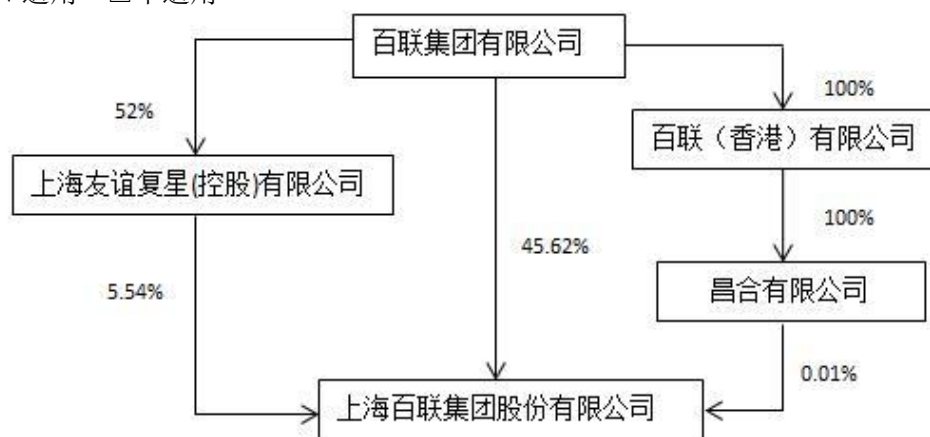 百联集团有限公司
52%
100%
百联（香港）有限公司
上海友谊复星(控股)有限公司
45.62%
100%
5.54%
昌合有限公司
0.01%
上海百联集团股份有限公司